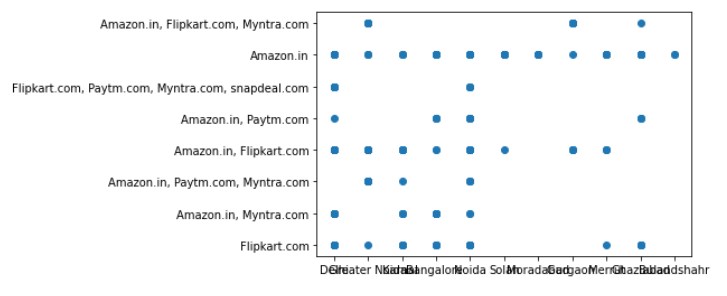 Amazon.in, Flipkart.com, Myntra.com
Amazon.in
Flipkart.com, Paytm.com, Myntra.com, snapdeal.com
Amazon.in, Paytm.com
Amazon.in, Flipkart.com
Amazon.in, Paytm.com, Myntra.com
Amazon.in, Myntra.com
Flipkart.com
Delhi Greater Noida Karnal Bangalore Noida Solan Moradabad Gurgaon Merrut Ghaziabad Bulandshahr